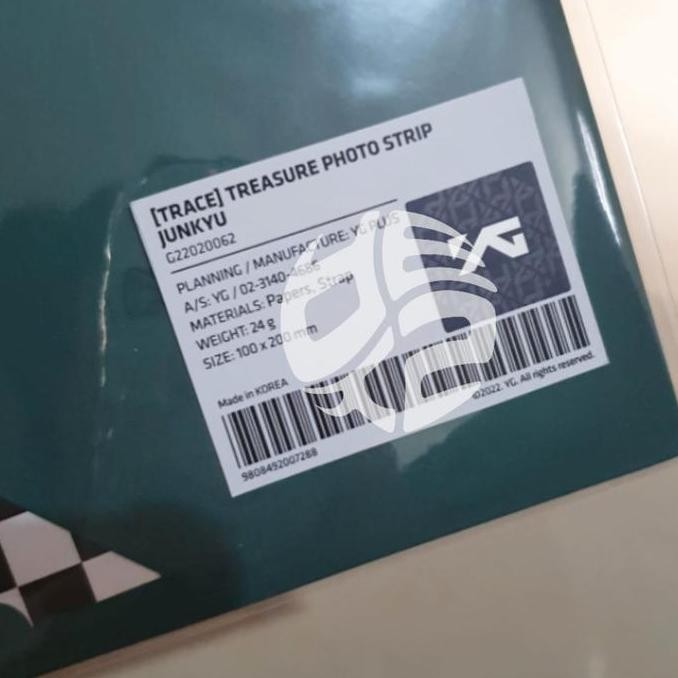 [TRACE] TREASURE PHOTO STRIP
JUNKYU
G22020062
PLANNING / MANUFACTURE: YG PLUS
A/S: YG / 02-3140-4686
MATERIALS: Papers, Strap
WEIGHT: 24 g
SIZE: 100 x 200 mm
YG
Made in KOREA
9808492007288
©2022. YG. All rights reserved.